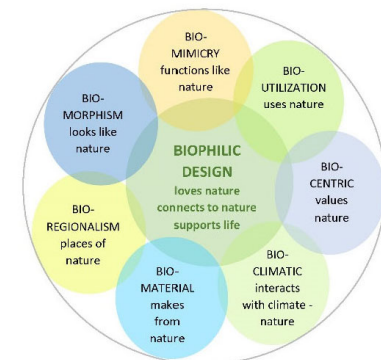 BIO-
MIMICRY
functions like
nature
BIO-
UTILIZATION
uses nature
BIO-
CENTRIC
values
nature
BIO-
CLIMATIC
interacts
with climate -
nature
BIO-
MATERIAL
makes
from
nature
BIO-
REGIONALISM
places of
nature
BIO-
MORPHISM
looks like
nature
BIOPHILIC
DESIGN
loves nature
connects to nature
supports life